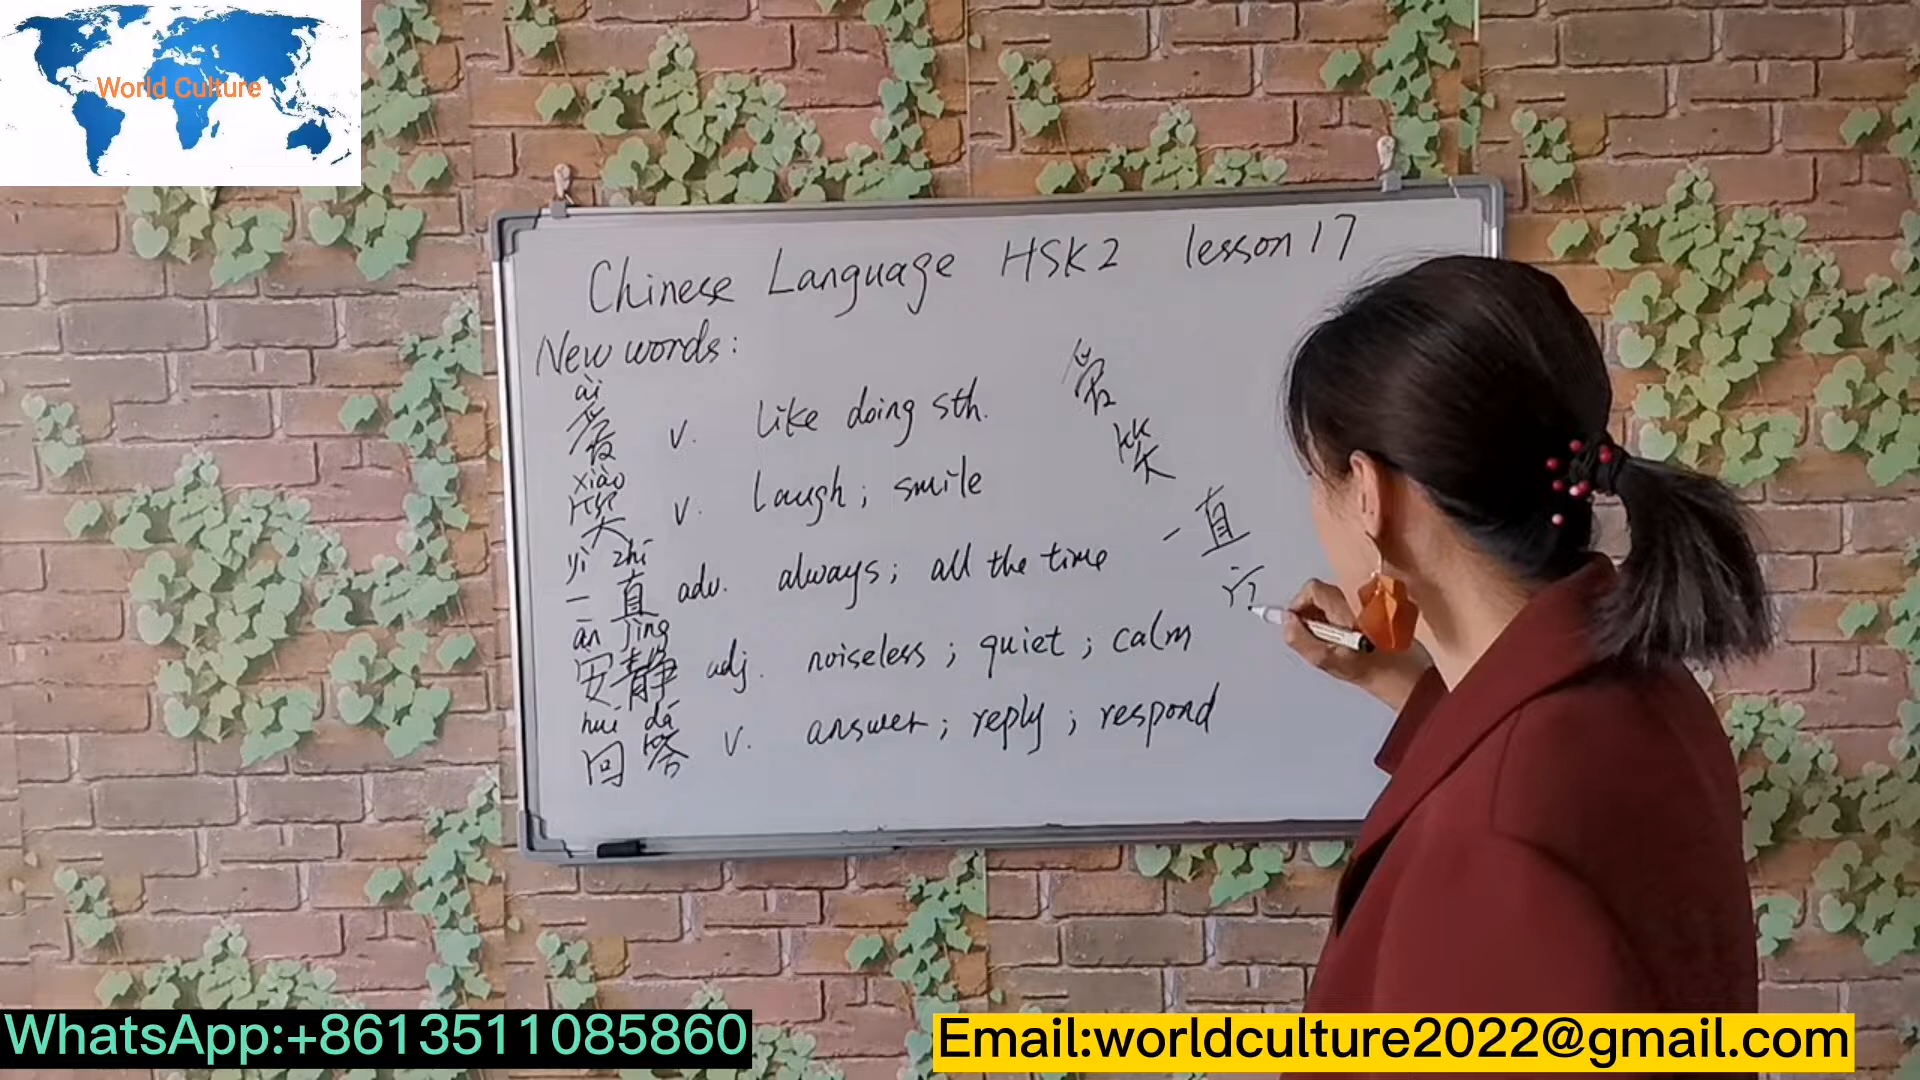 World Culture
Chinese Language HSK2 lesson 17
New words:
ài
爱 v. like doing sth. 爱
xiào
笑 v. laugh; smile 笑
yì zhí
一直 adv. always; all the time 一直
ān jìng
安静 adj. noiseless; quiet; calm
huí dá
回答 v. answer; reply; respond
WhatsApp:+8613511085860
Email:worldculture2022@gmail.com